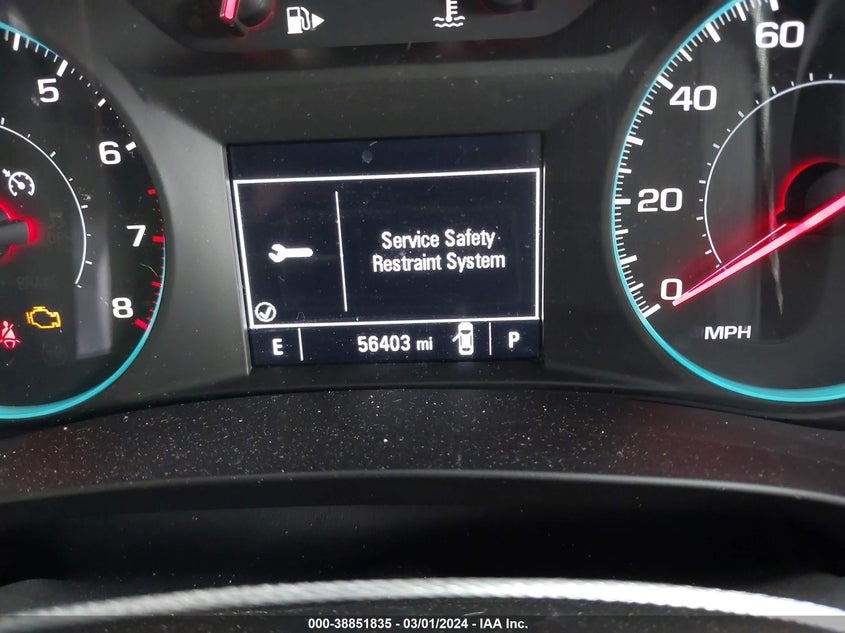 5
6
7
8
60
40
20
0
MPH
Service Safety
Restraint System
E
56403 mi
P
000-38851835 - 03/01/2024 - IAA Inc.